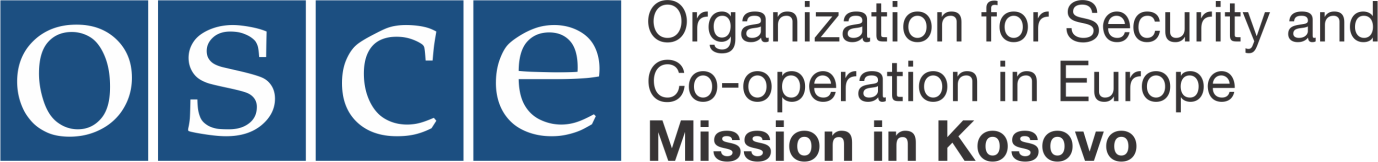 osce
Organization for Security and
Co-operation in Europe
Mission in Kosovo